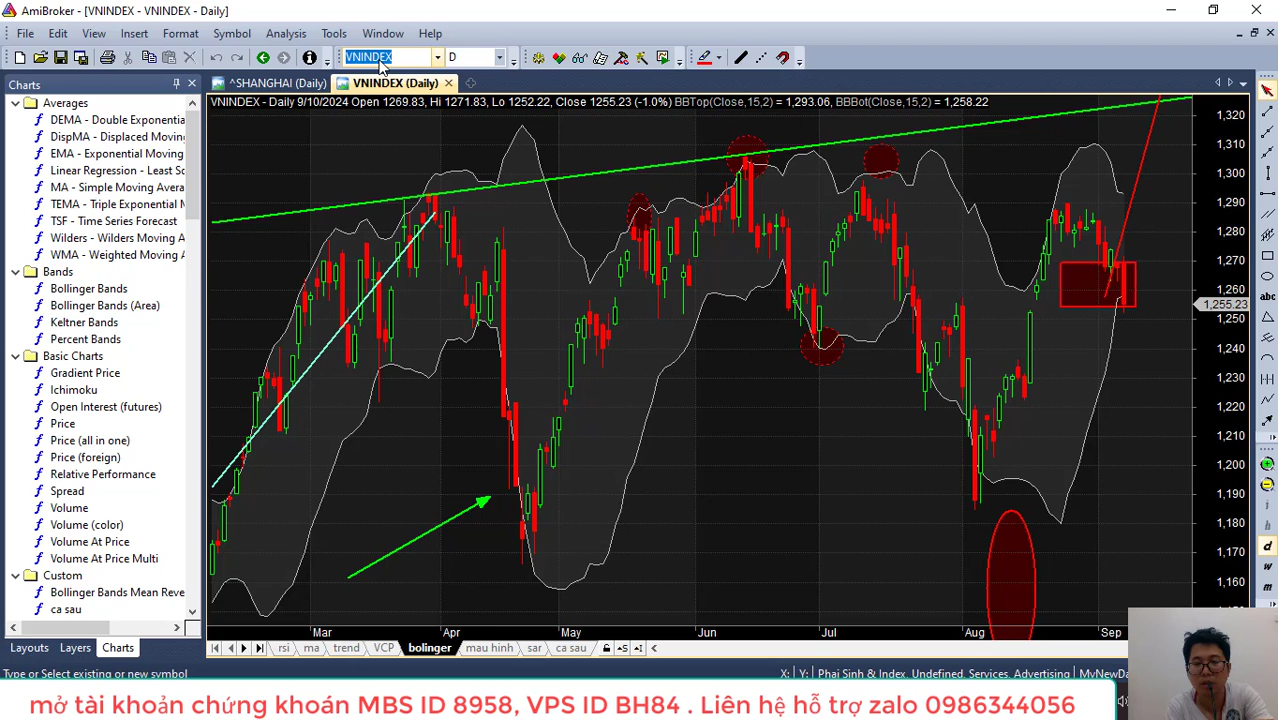 AmiBroker - [VNINDEX - VNINDEX - Daily]
File Edit View Insert Format Symbol Analysis Tools Window Help
VNINDEX D
Charts
^SHANGHAI (Daily) VNINDEX (Daily)
VNINDEX - Daily 9/10/2024 Open 1269.83, Hi 1271.83, Lo 1252.22, Close 1255.23 (-1.0%) BBTop(Close,15,2) = 1,293.06, BBBot(Close,15,2) = 1,258.22
Averages
DEMA - Double Exponentia
DispMA - Displaced Moving
EMA - Exponential Moving
Linear Regression - Least Sc
MA - Simple Moving Avera
TEMA - Triple Exponential M
TSF - Time Series Forecast
Wilders - Wilders Moving A
WMA - Weighted Moving A
Bands
Bollinger Bands
Bollinger Bands (Area)
Keltner Bands
Percent Bands
Basic Charts
Gradient Price
Ichimoku
Open Interest (futures)
Price
Price (all in one)
Price (foreign)
Relative Performance
Spread
Volume
Volume (color)
Volume At Price
Volume At Price Multi
Custom
Bollinger Bands Mean Reve
ca sau
1,320
1,310
1,300
1,290
1,280
1,270
1,260
1,255.23
1,250
1,240
1,230
1,220
1,210
1,200
1,190
1,180
1,170
1,160
abc
i
h
d
w
m
Mar Apr May Jun Jul Aug Sep
Layouts Layers Charts
rsi ma trend VCP bolinger mau hinh sar ca sau
Type or Select existing or new symbol
X: Y: Phai Sinh & Index, Undefined, Services, Advertising MyNewDa
mở tài khoản chứng khoán MBS ID 8958, VPS ID BH84 . Liên hệ hỗ trợ zalo 0986344056